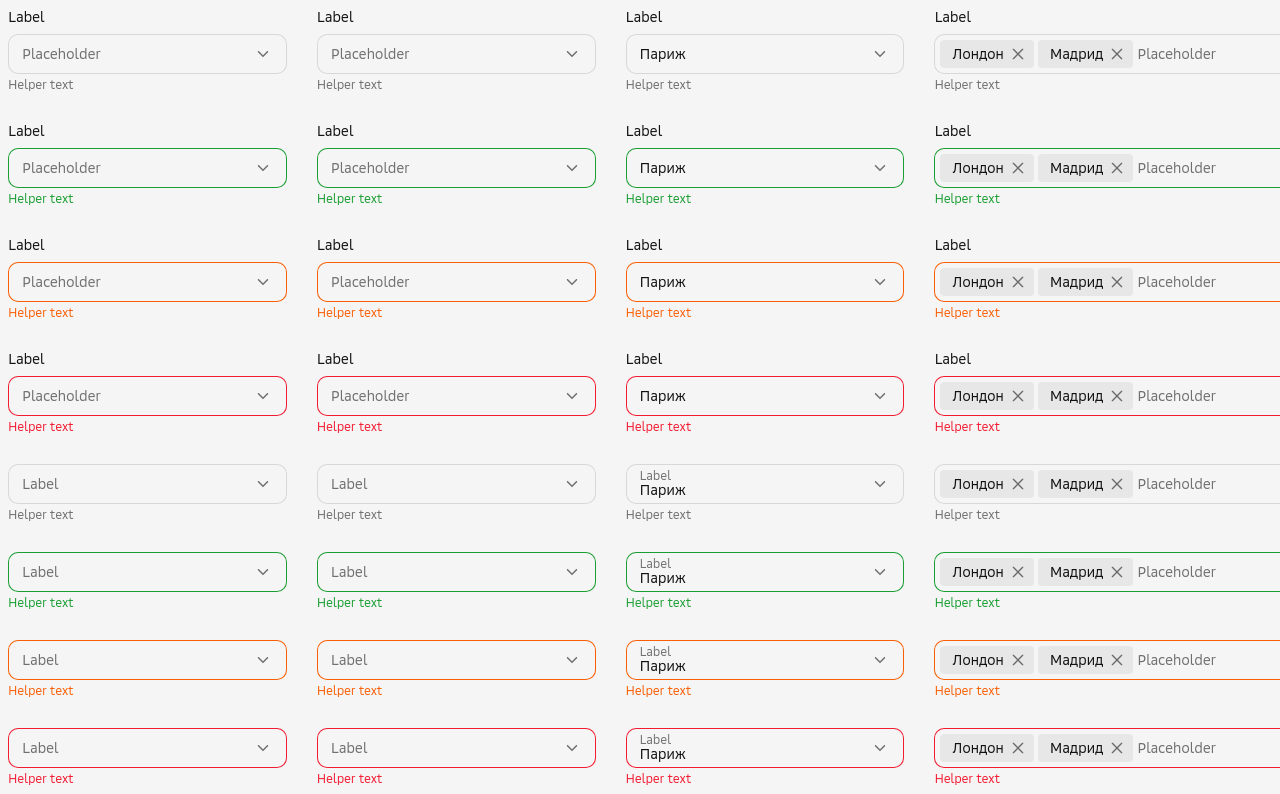 Label Label Label Label
Placeholder Placeholder Париж Лондон Мадрид Placeholder
Helper text Helper text Helper text Helper text
Label Label Label Label
Placeholder Placeholder Париж Лондон Мадрид Placeholder
Helper text Helper text Helper text Helper text
Label Label Label Label
Placeholder Placeholder Париж Лондон Мадрид Placeholder
Helper text Helper text Helper text Helper text
Label Label Label Label
Placeholder Placeholder Париж Лондон Мадрид Placeholder
Helper text Helper text Helper text Helper text
Label
Label Label Париж Лондон Мадрид Placeholder
Helper text Helper text Helper text Helper text
Label
Label Label Париж Лондон Мадрид Placeholder
Helper text Helper text Helper text Helper text
Label
Label Label Париж Лондон Мадрид Placeholder
Helper text Helper text Helper text Helper text
Label
Label Label Париж Лондон Мадрид Placeholder
Helper text Helper text Helper text Helper text